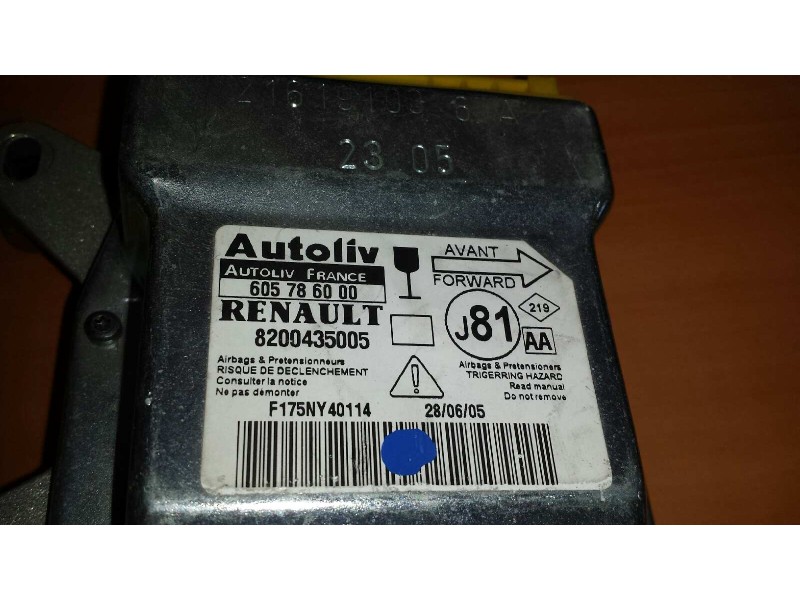 23 05
Autoliv
AUTOLIV FRANCE
605 78 60 00
RENAULT
8200435005
AVANT
FORWARD
J81
219
AA
Airbags & Pretensionneurs
RISQUE DE DECLENCHEMENT
Consulter la notice
Ne pas démonter
Airbags & Pretensioners
TRIGERRING HAZARD
Read manual
Do not remove
F175NY40114
28/06/05